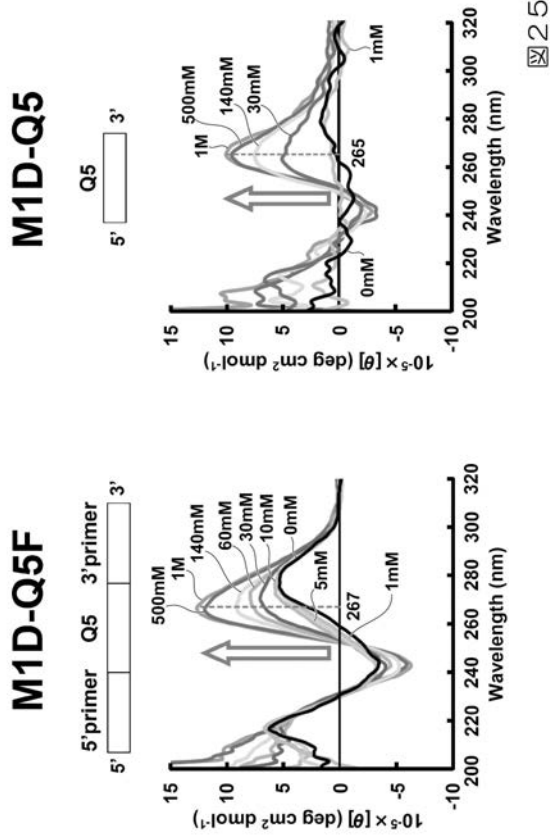 M1D-Q5F
5'primer Q5 3'primer
5' 3'
10⁻⁵× [θ] (deg cm² dmol⁻¹)
15
10
5
0
-5
-10
500mM
1M
140mM
60mM
30mM
10mM
0mM
5mM
1mM
267
200 220 240 260 280 300 320
Wavelength (nm)
M1D-Q5
Q5
5' 3'
10⁻⁵× [θ] (deg cm² dmol⁻¹)
15
10
5
0
-5
-10
1M
500mM
140mM
30mM
1mM
0mM
265
200 220 240 260 280 300 320
Wavelength (nm)
図25